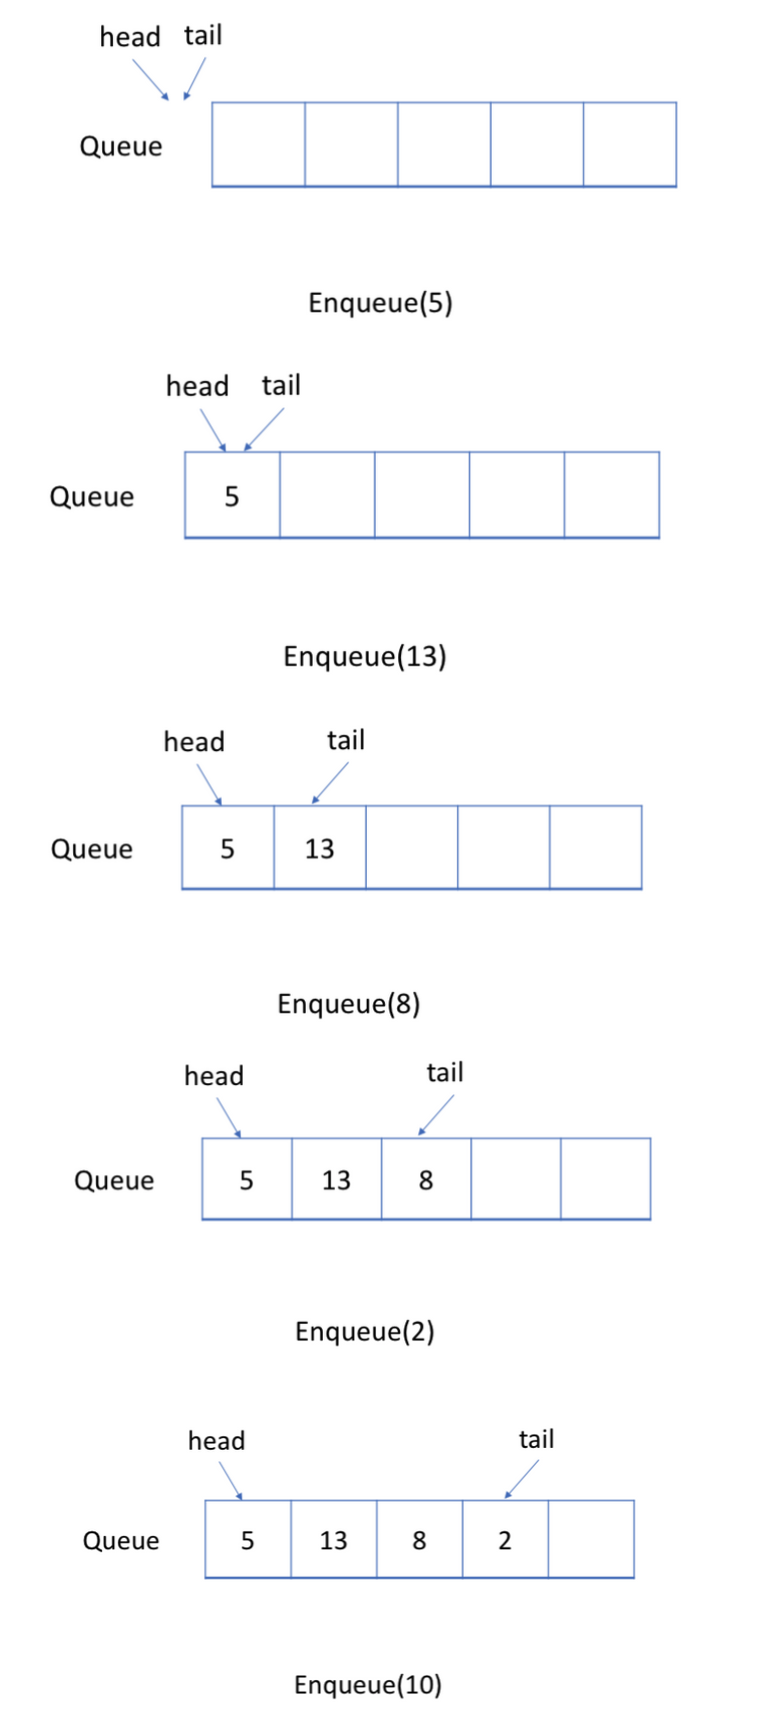 head tail
Queue
Enqueue(5)
head tail
Queue 5
Enqueue(13)
head tail
Queue 5 13
Enqueue(8)
head tail
Queue 5 13 8
Enqueue(2)
head tail
Queue 5 13 8 2
Enqueue(10)